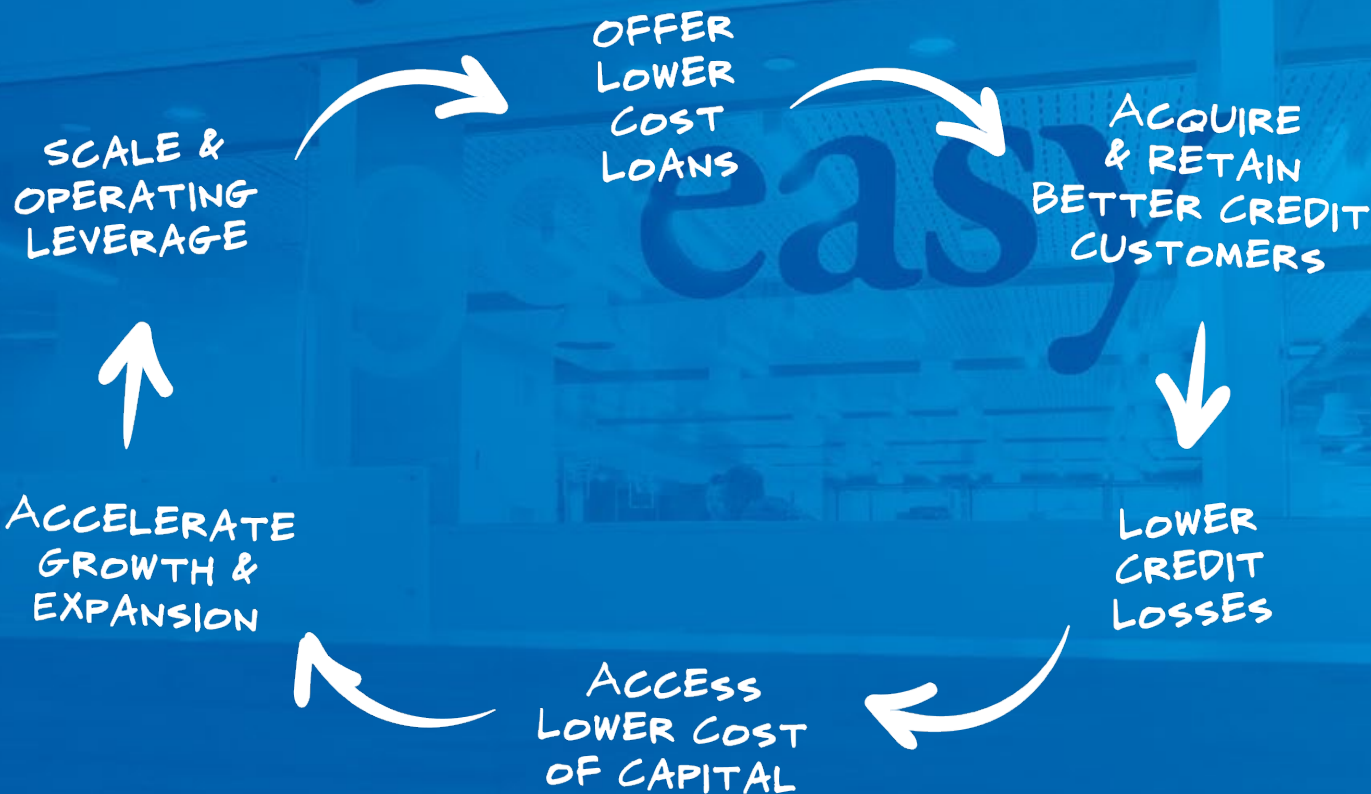 OFFER
LOWER
COST
LOANS
ACQUIRE
& RETAIN
BETTER CREDIT
CUSTOMERS
LOWER
CREDIT
LOSSES
ACCESS
LOWER COST
OF CAPITAL
ACCELERATE
GROWTH &
EXPANSION
SCALE &
OPERATING
LEVERAGE
easy